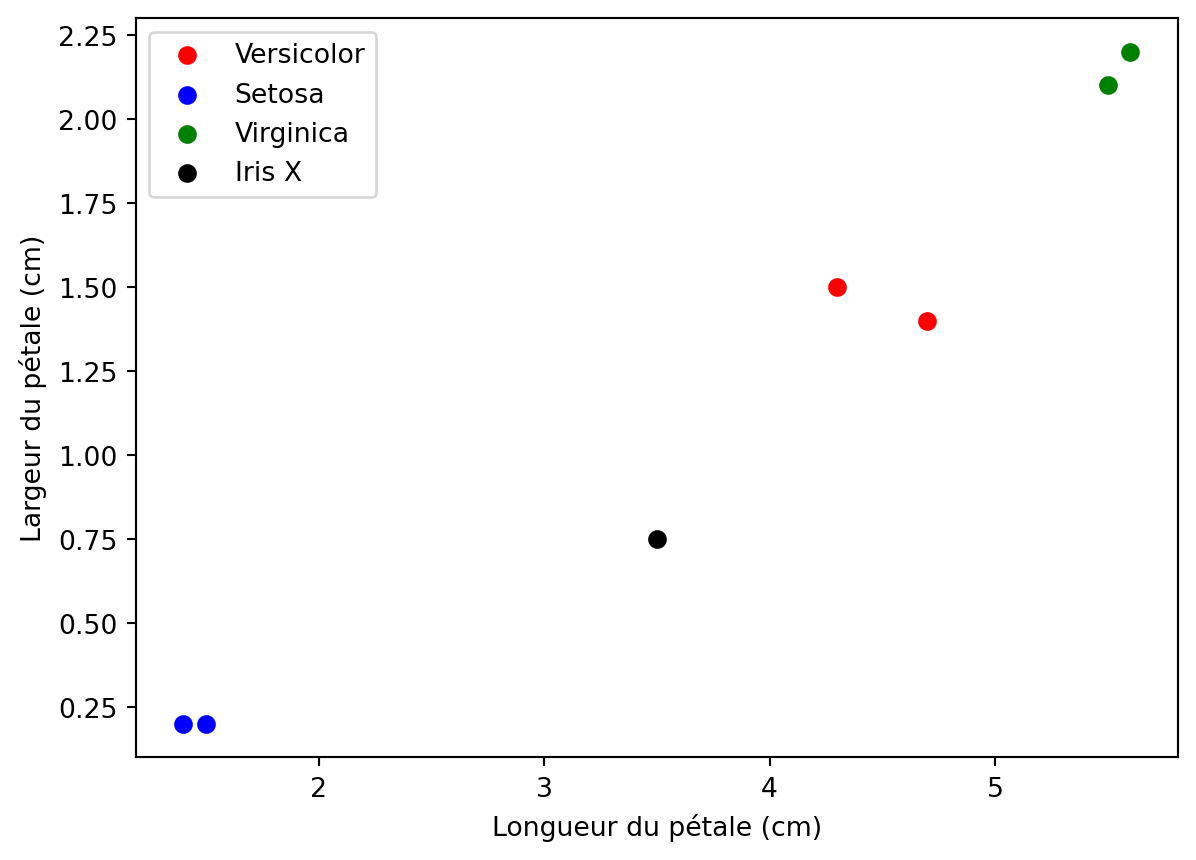 2.25
2.00
1.75
1.50
1.25
1.00
0.75
0.50
0.25
Largeur du pétale (cm)
Versicolor
Setosa
Virginica
Iris X
2 3 4 5
Longueur du pétale (cm)